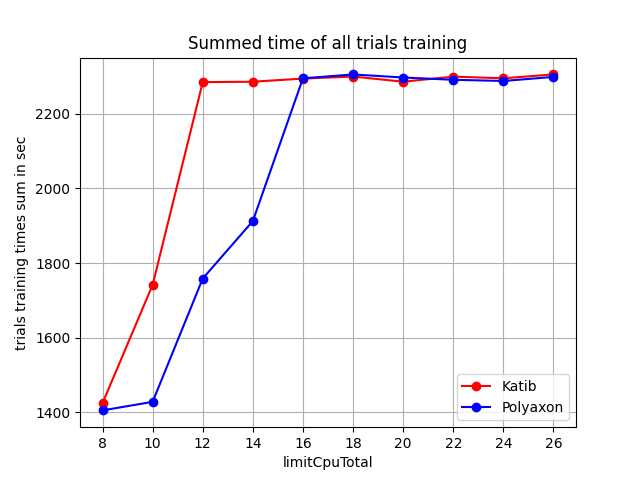 Summed time of all trials training
trials training times sum in sec
2200
2000
1800
1600
1400
8 10 12 14 16 18 20 22 24 26
limitCpuTotal
Katib
Polyaxon